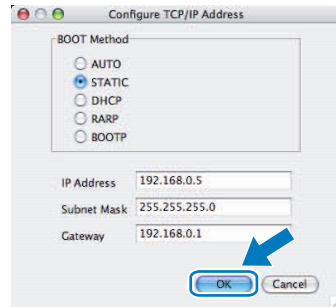 Configure TCP/IP Address
BOOT Method
AUTO
STATIC
DHCP
RARP
BOOTP
IP Address 192.168.0.5
Subnet Mask 255.255.255.0
Gateway 192.168.0.1
OK Cancel